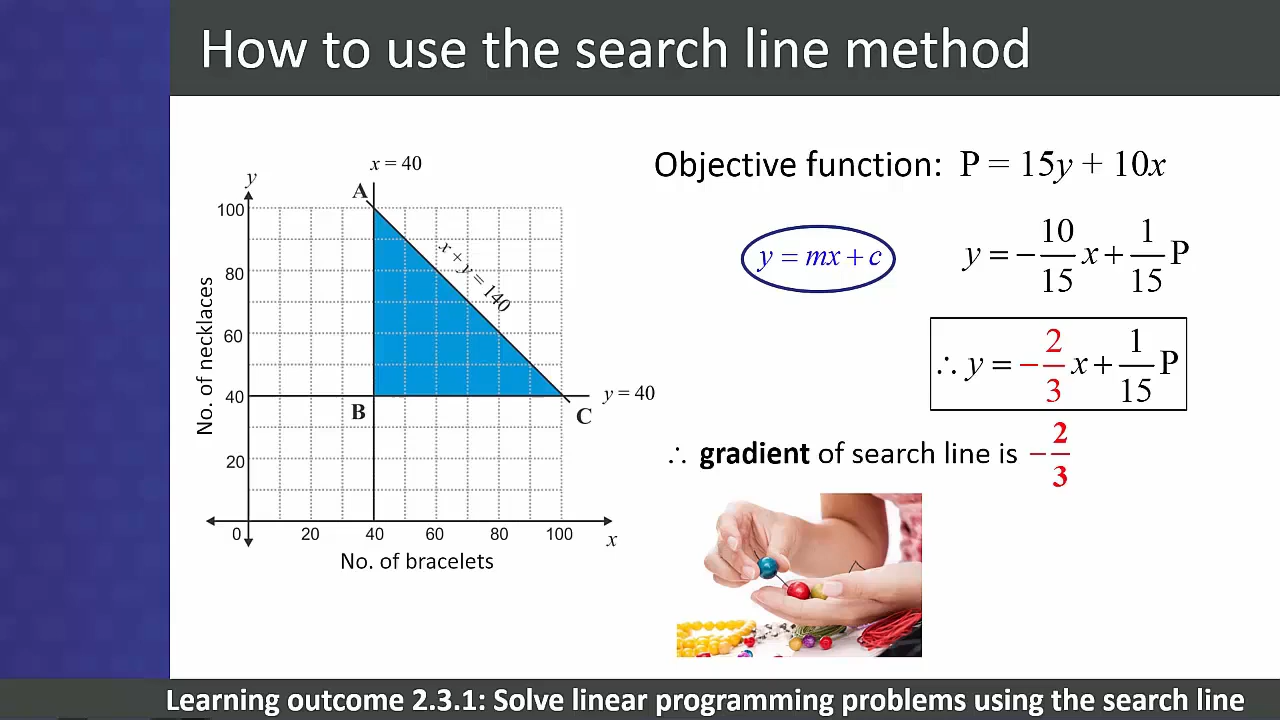 How to use the search line method
Objective function: P = 15y + 10x
y = mx + c
y = -10/15 x + 1/15 P
∴ y = -2/3 x + 1/15 P
∴ gradient of search line is -2/3
x = 40
y
A
100
x + y = 140
80
60
40
y = 40
B
C
20
0
20
40
60
80
100
x
No. of necklaces
No. of bracelets
Learning outcome 2.3.1: Solve linear programming problems using the search line